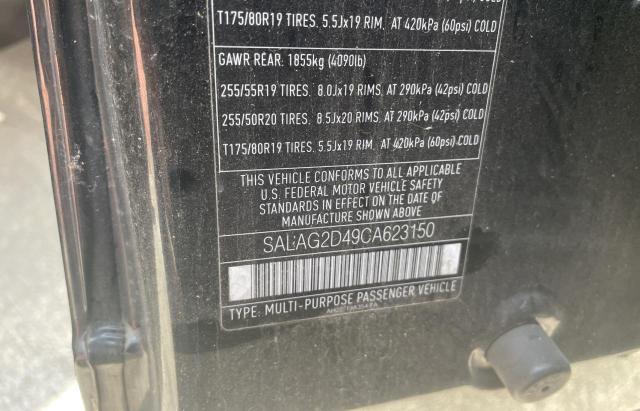 T175/80R19 TIRES. 5.5Jx19 RIM. AT 420kPa (60psi) COLD
GAWR REAR. 1855kg (4090lb)
255/55R19 TIRES. 8.0Jx19 RIMS, AT 290kPa (42psi) COLD
255/50R20 TIRES. 8.5Jx20 RIMS, AT 290kPa (42psi) COLD
T175/80R19 TIRES. 5.5Jx19 RIM, AT 420kPa (60psi) COLD
THIS VEHICLE CONFORMS TO ALL APPLICABLE
U.S. FEDERAL MOTOR VEHICLE SAFETY
STANDARDS IN EFFECT ON THE DATE OF
MANUFACTURE SHOWN ABOVE
SALAG2D49CA623150
TYPE: MULTI-PURPOSE PASSENGER VEHICLE